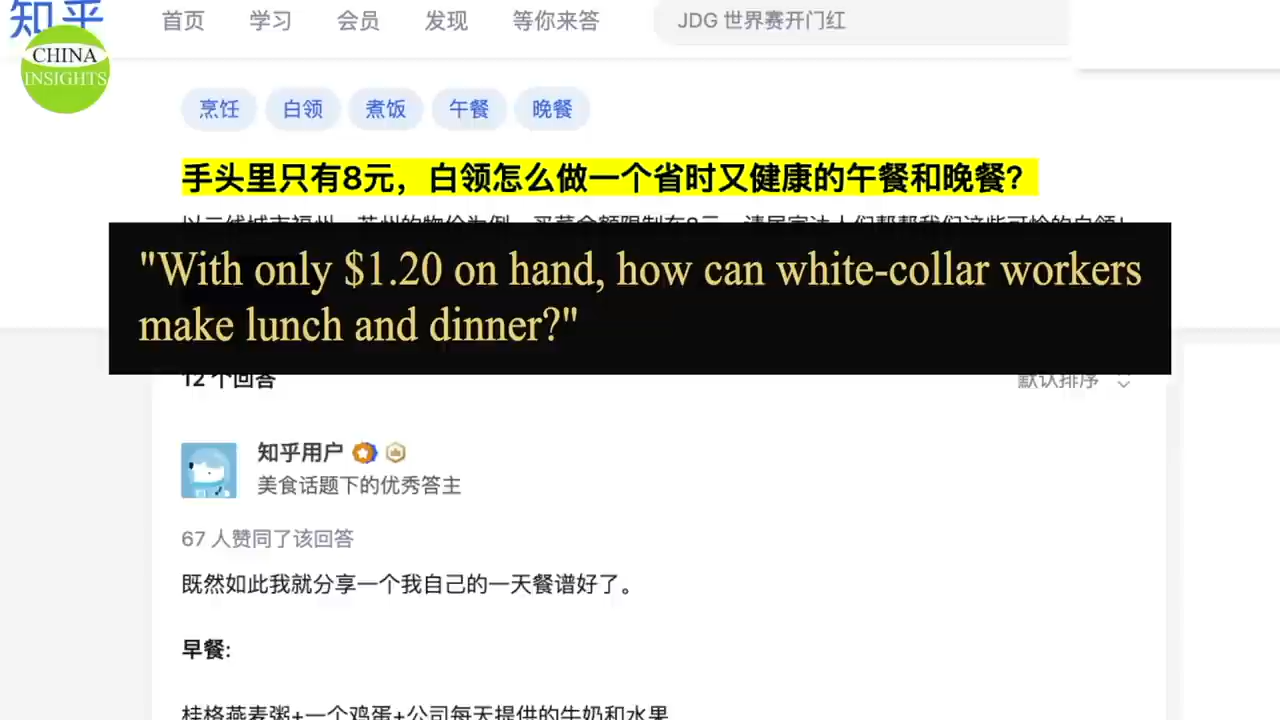 知乎
首页 学习 会员 发现 等你来答 JDG 世界赛开门红
CHINA
INSIGHTS
烹饪 白领 煮饭 午餐 晚餐
手头里只有8元，白领怎么做一个省时又健康的午餐和晚餐？
"With only $1.20 on hand, how can white-collar workers
make lunch and dinner?"
12 个回答 默认排序
知乎用户
美食话题下的优秀答主
67 人赞同了该回答
既然如此我就分享一个我自己的一天餐谱好了。
早餐:
桂格燕麦粥+一个鸡蛋+公司每天提供的牛奶和水果